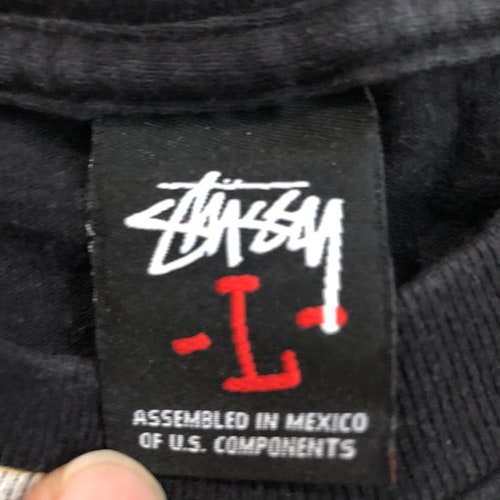 STÜSSY
-L-
ASSEMBLED IN MEXICO
OF U.S. COMPONENTS